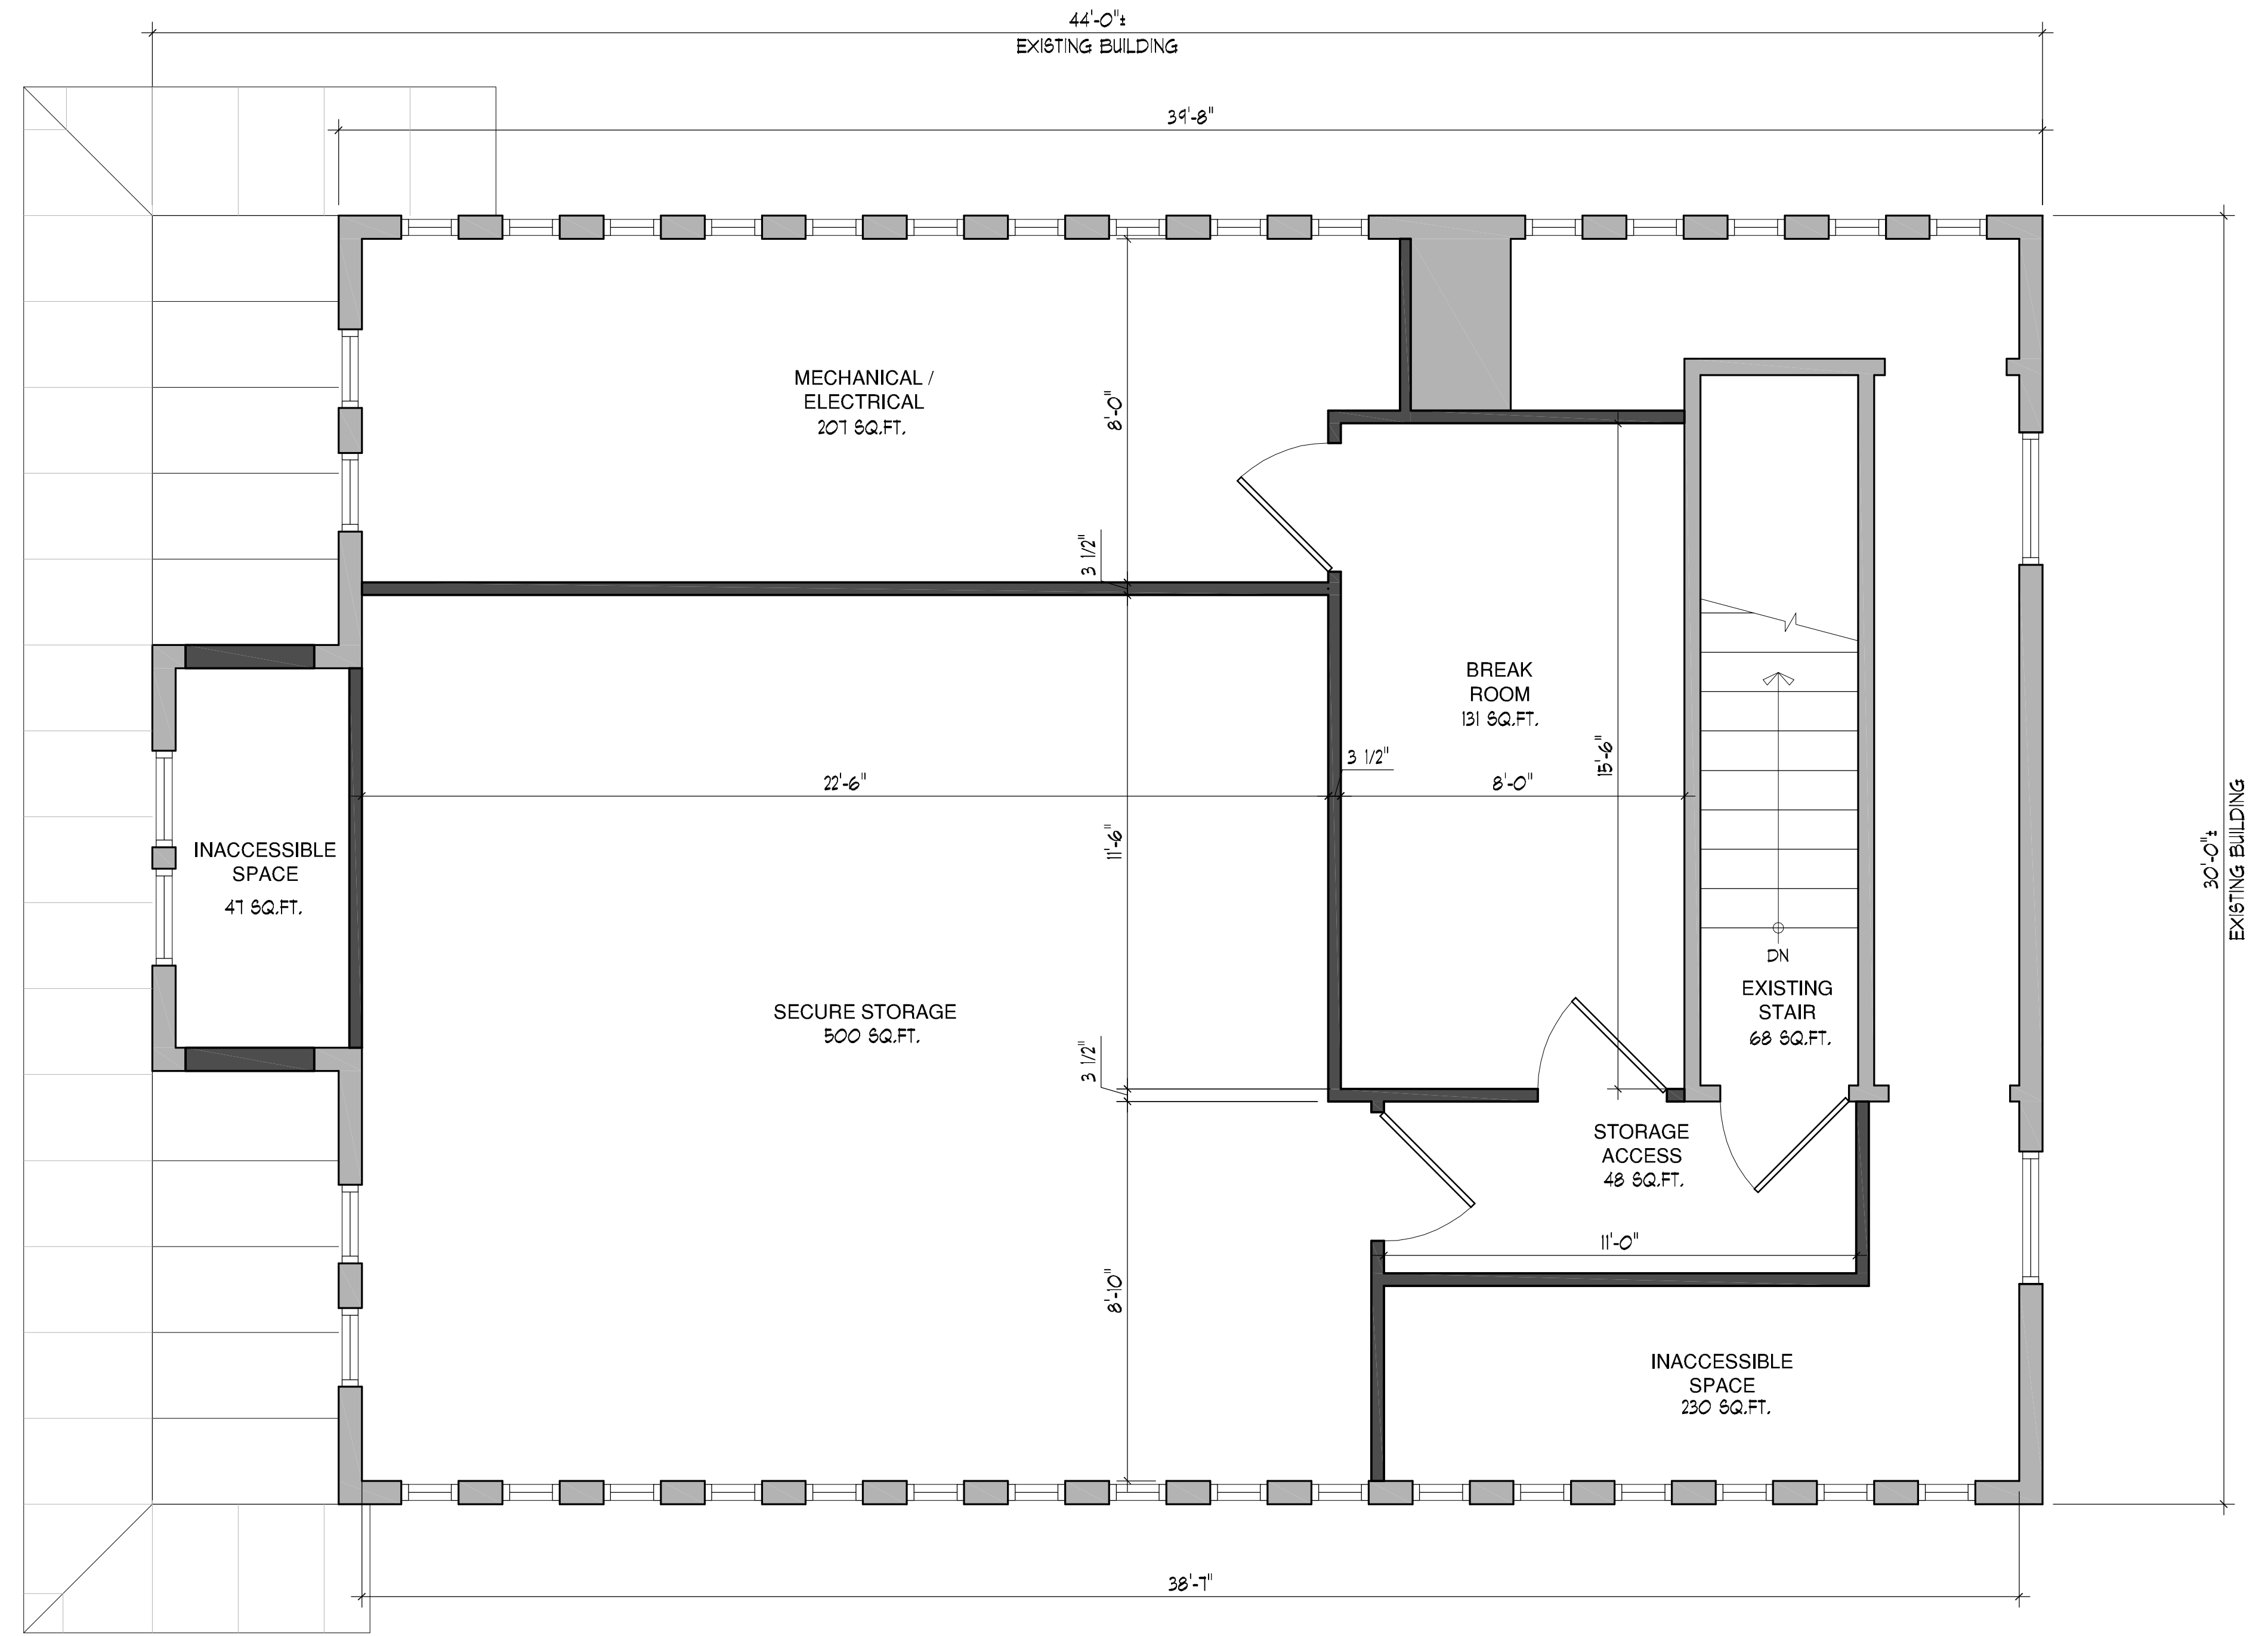 44'-0"±
EXISTING BUILDING
39'-8"
MECHANICAL /
ELECTRICAL
207 SQ.FT.
8'-0"
3 1/2"
BREAK
ROOM
131 SQ.FT.
3 1/2"
15'-6"
22'-6"
8'-0"
11'-6"
30'-0"±
EXISTING BUILDING
INACCESSIBLE
SPACE
47 SQ.FT.
DN
EXISTING
STAIR
68 SQ.FT.
SECURE STORAGE
500 SQ.FT.
3 1/2"
STORAGE
ACCESS
48 SQ.FT.
11'-0"
8'-10"
INACCESSIBLE
SPACE
230 SQ.FT.
38'-7"